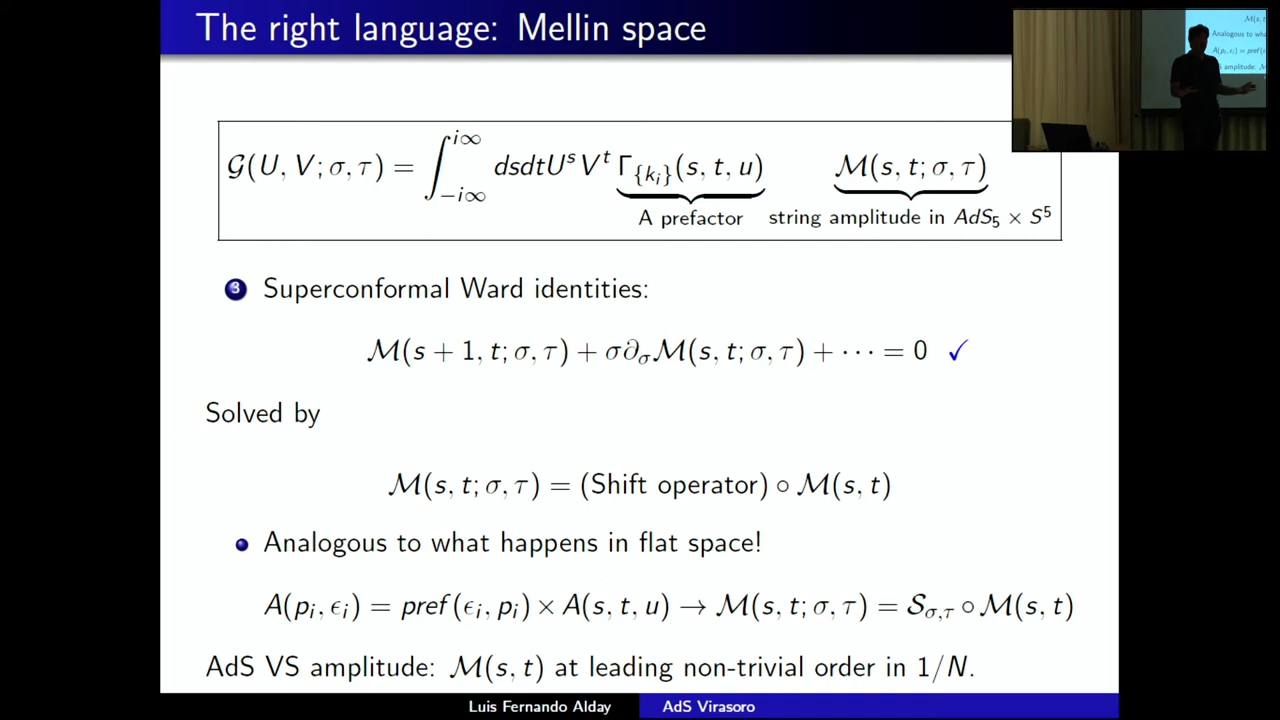 The right language: Mellin space
𝒢(U, V; σ, τ) = ∫_{-i∞}^{i∞} dsdtU^s V^t Γ_{\{k_i\}}(s, t, u) ℳ(s, t; σ, τ)
A prefactor string amplitude in AdS₅ × S⁵
3 Superconformal Ward identities:
ℳ(s + 1, t; σ, τ) + σ∂_σℳ(s, t; σ, τ) + ⋯ = 0 ✓
Solved by
ℳ(s, t; σ, τ) = (Shift operator) ∘ ℳ(s, t)
• Analogous to what happens in flat space!
A(p_i, ϵ_i) = pref(ϵ_i, p_i) × A(s, t, u) → ℳ(s, t; σ, τ) = 𝒮_{σ,τ} ∘ ℳ(s, t)
AdS VS amplitude: ℳ(s, t) at leading non-trivial order in 1/N.
Luis Fernando Alday AdS Virasoro